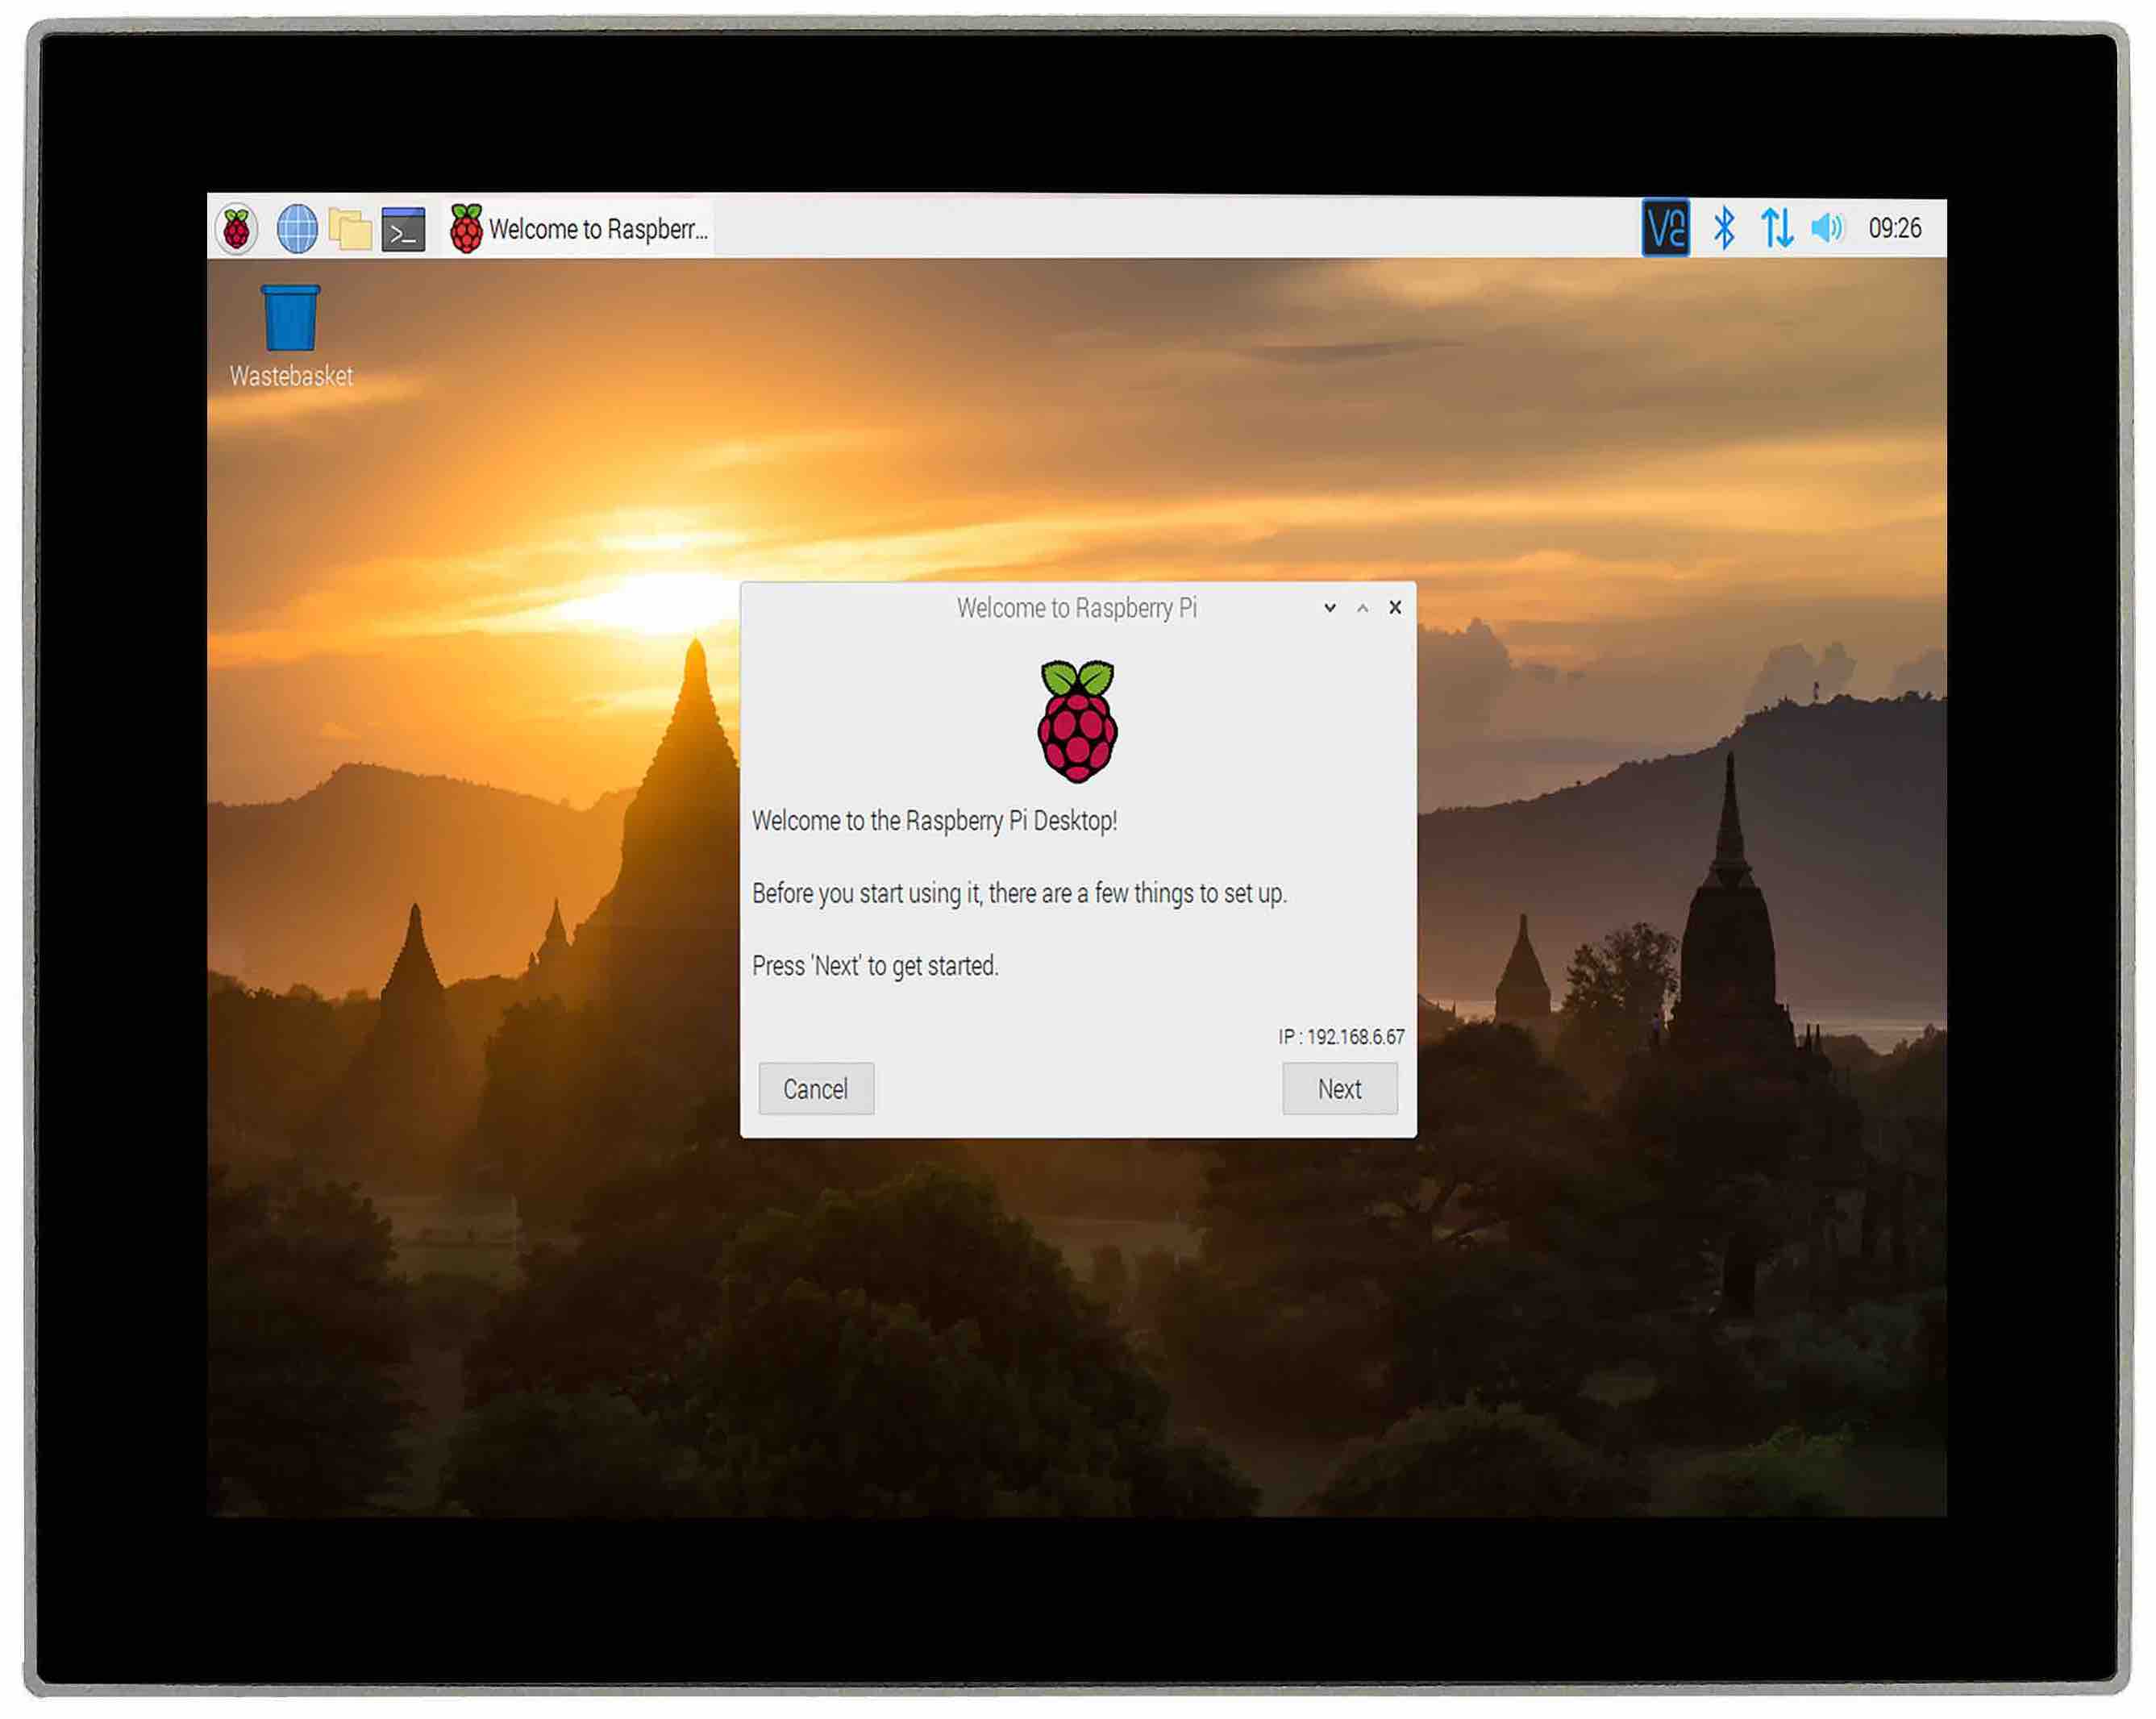 Welcome to Raspberr...
VNC
09:26
Wastebasket
Welcome to Raspberry Pi
Welcome to the Raspberry Pi Desktop!
Before you start using it, there are a few things to set up.
Press 'Next' to get started.
IP : 192.168.6.67
Cancel
Next